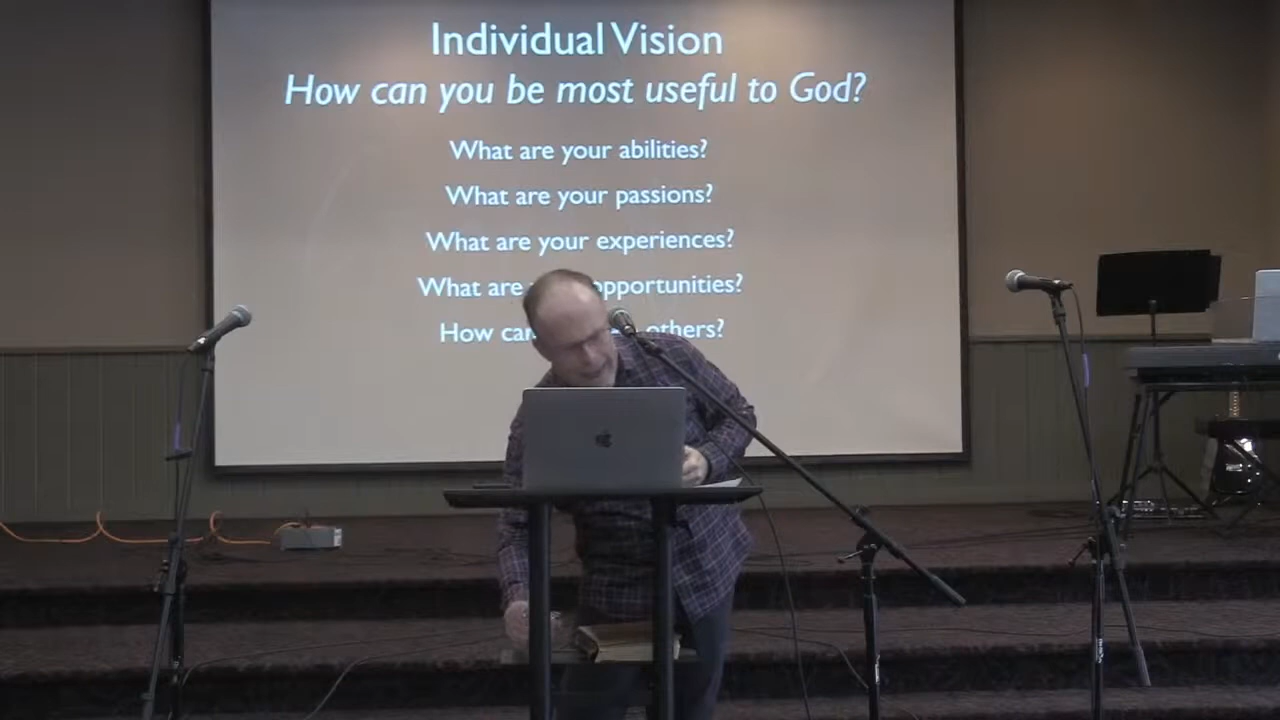 Individual Vision
How can you be most useful to God?
What are your abilities?
What are your passions?
What are your experiences?
What are opportunities?
How can others?